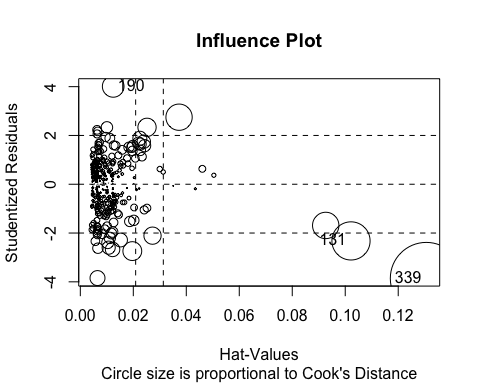 Influence Plot
Studentized Residuals
4
2
0
-2
-4
190
131
339
0.00 0.02 0.04 0.06 0.08 0.10 0.12
Hat-Values
Circle size is proportional to Cook's Distance